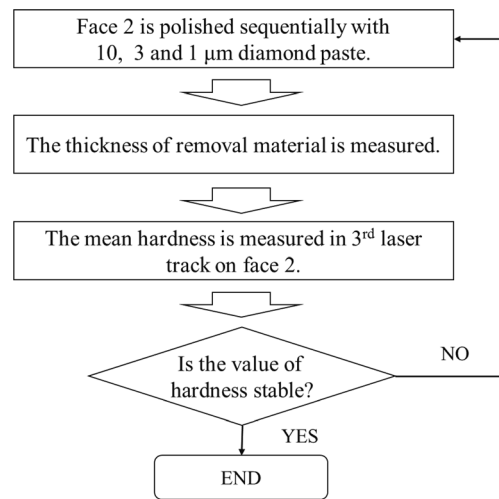 Face 2 is polished sequentially with
10, 3 and 1 μm diamond paste.
The thickness of removal material is measured.
The mean hardness is measured in 3rd laser
track on face 2.
Is the value of
hardness stable?
NO
YES
END